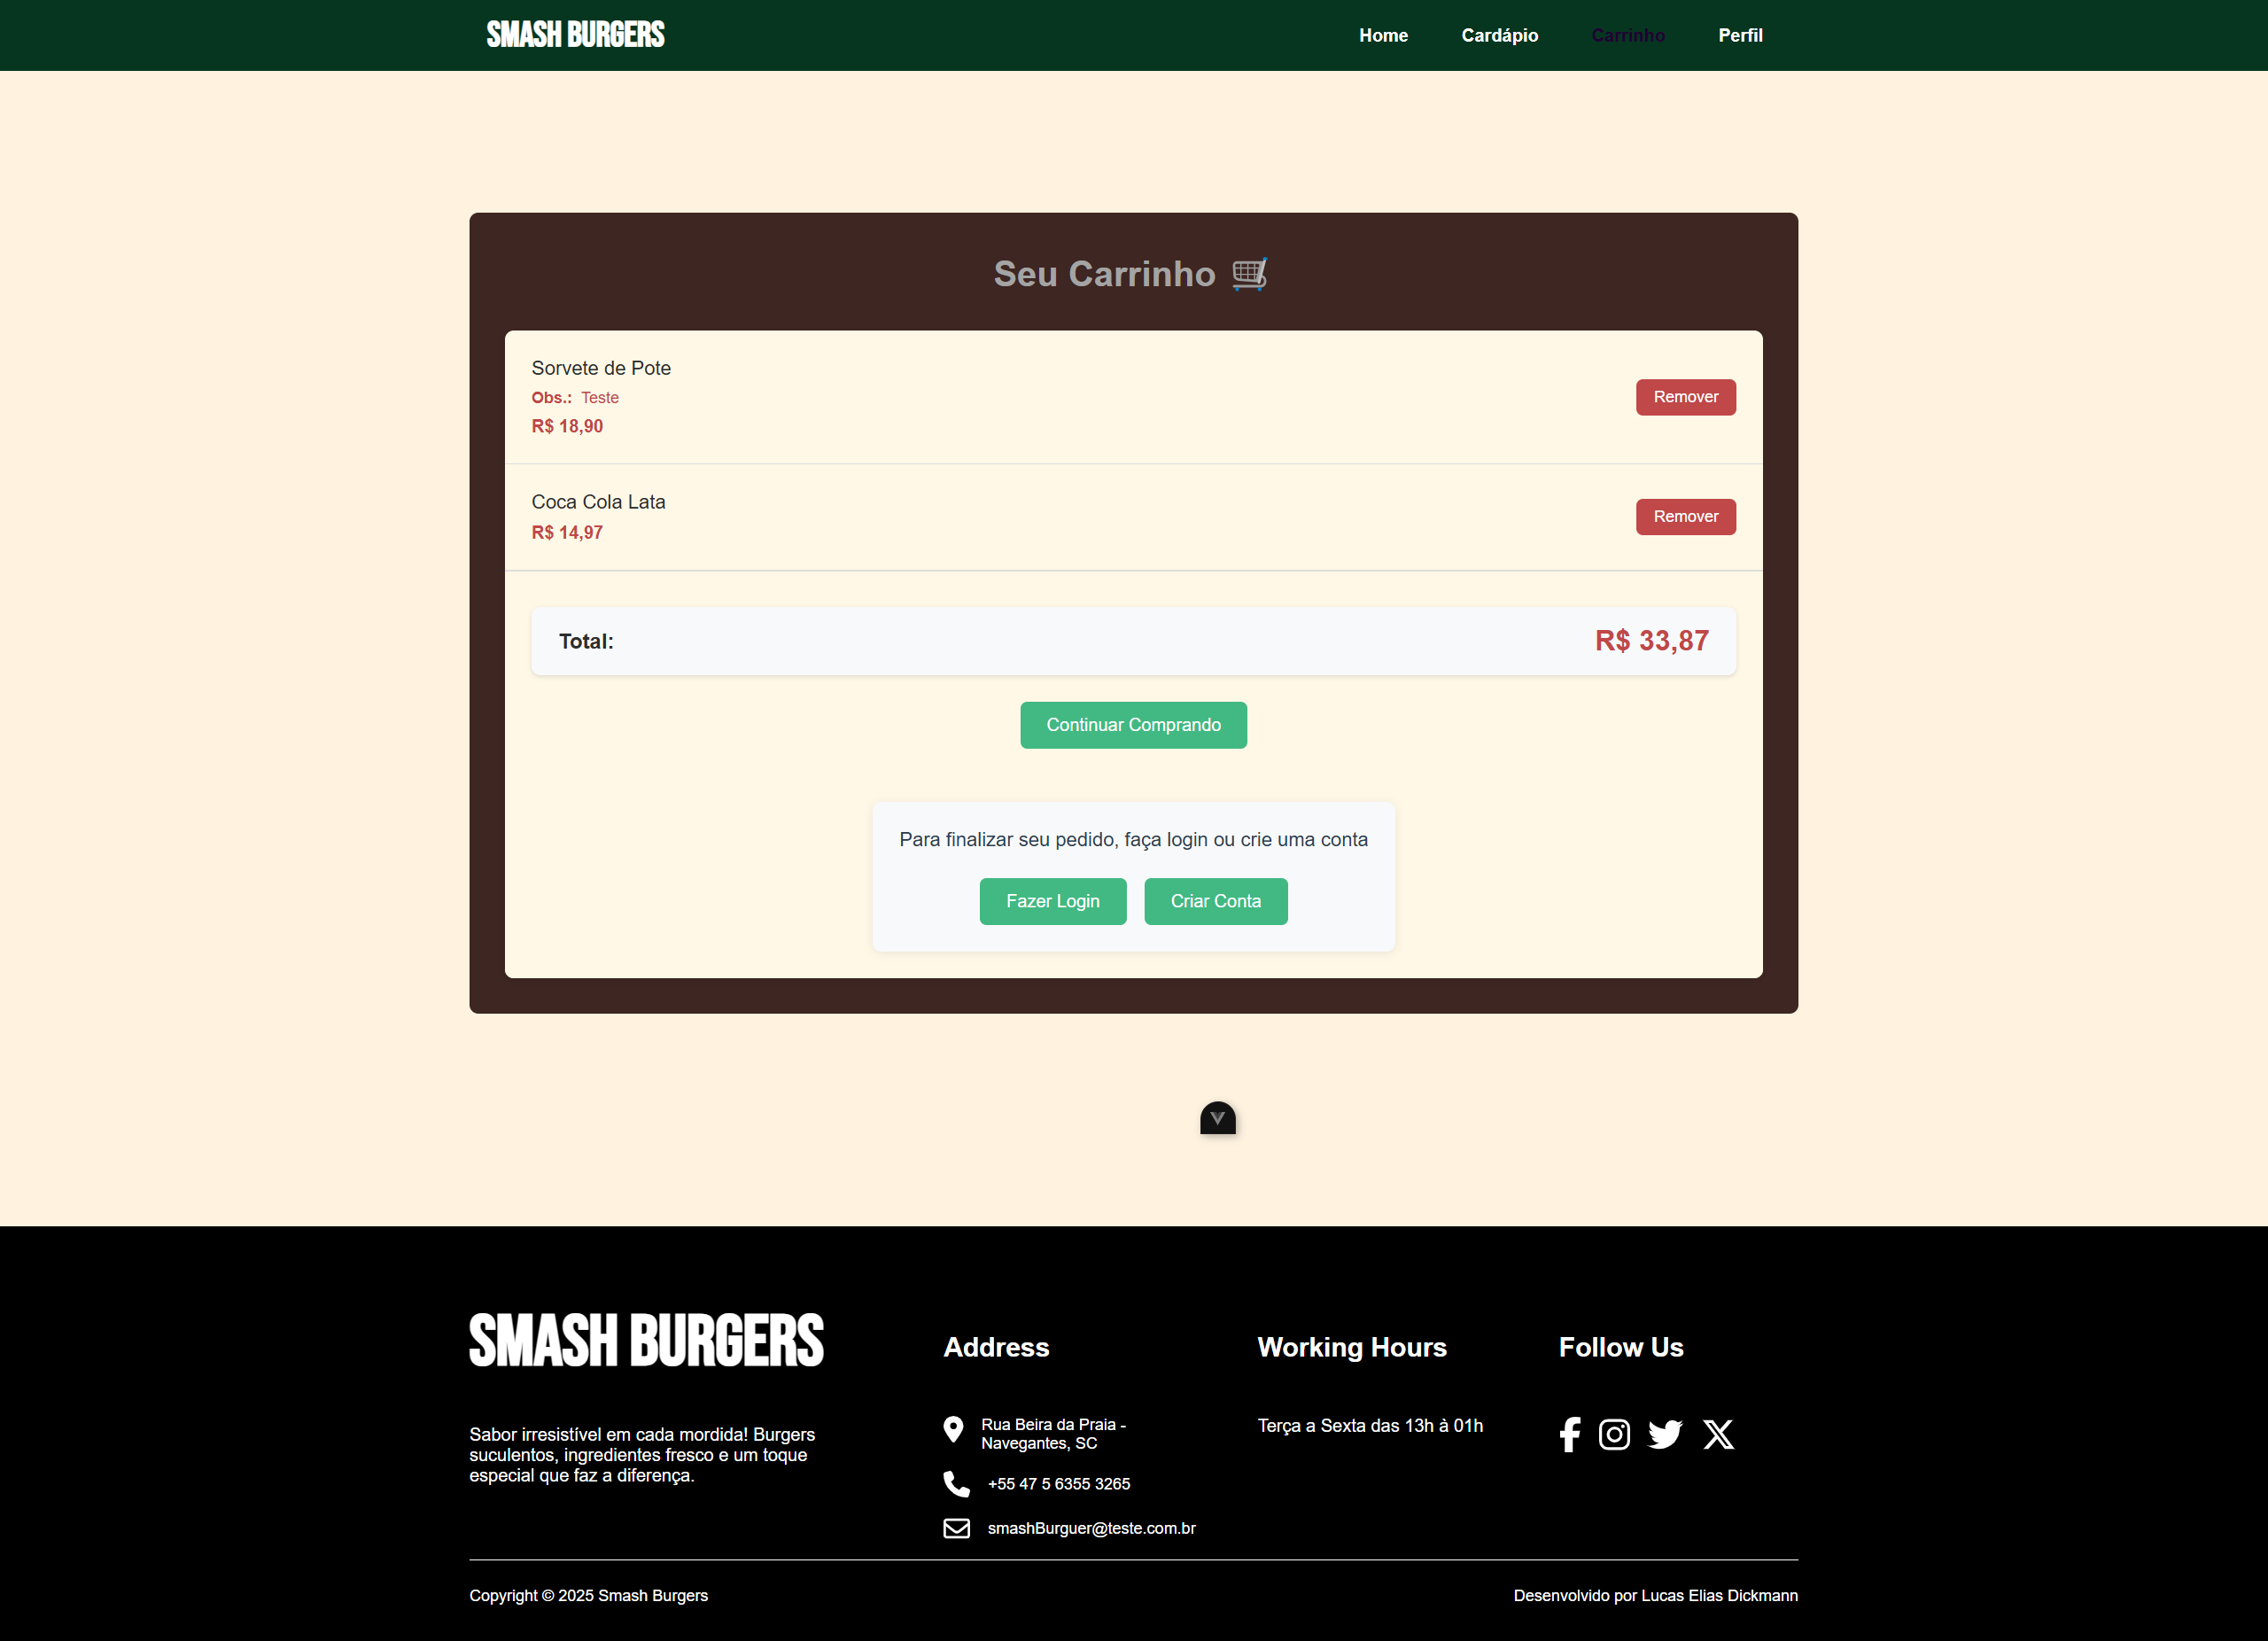 SMASH BURGERS
Home
Cardápio
Carrinho
Perfil
Seu Carrinho
Sorvete de Pote
Obs.: Teste
R$ 18,90
Remover
Coca Cola Lata
R$ 14,97
Remover
Total:
R$ 33,87
Continuar Comprando
Para finalizar seu pedido, faça login ou crie uma conta
Fazer Login
Criar Conta
SMASH BURGERS
Sabor irresistível em cada mordida! Burgers
suculentos, ingredientes fresco e um toque
especial que faz a diferença.
Address
Rua Beira da Praia -
Navegantes, SC
+55 47 5 6355 3265
smashBurguer@teste.com.br
Working Hours
Terça a Sexta das 13h à 01h
Follow Us
Copyright © 2025 Smash Burgers
Desenvolvido por Lucas Elias Dickmann